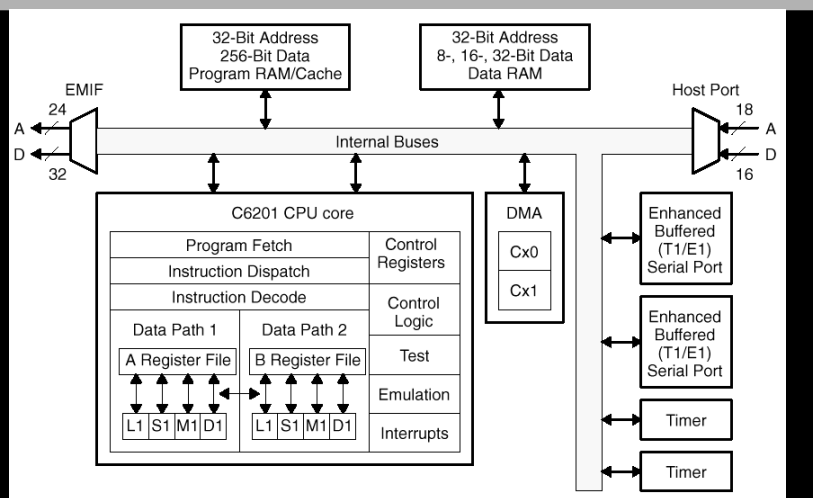 32-Bit Address
256-Bit Data
Program RAM/Cache
32-Bit Address
8-, 16-, 32-Bit Data
Data RAM
EMIF
24
A
D
32
Host Port
18
A
D
16
Internal Buses
C6201 CPU core
Program Fetch
Instruction Dispatch
Instruction Decode
Data Path 1
A Register File
L1 S1 M1 D1
Data Path 2
B Register File
L1 S1 M1 D1
Control
Registers
Control
Logic
Test
Emulation
Interrupts
DMA
Cx0
Cx1
Enhanced
Buffered
(T1/E1)
Serial Port
Enhanced
Buffered
(T1/E1)
Serial Port
Timer
Timer